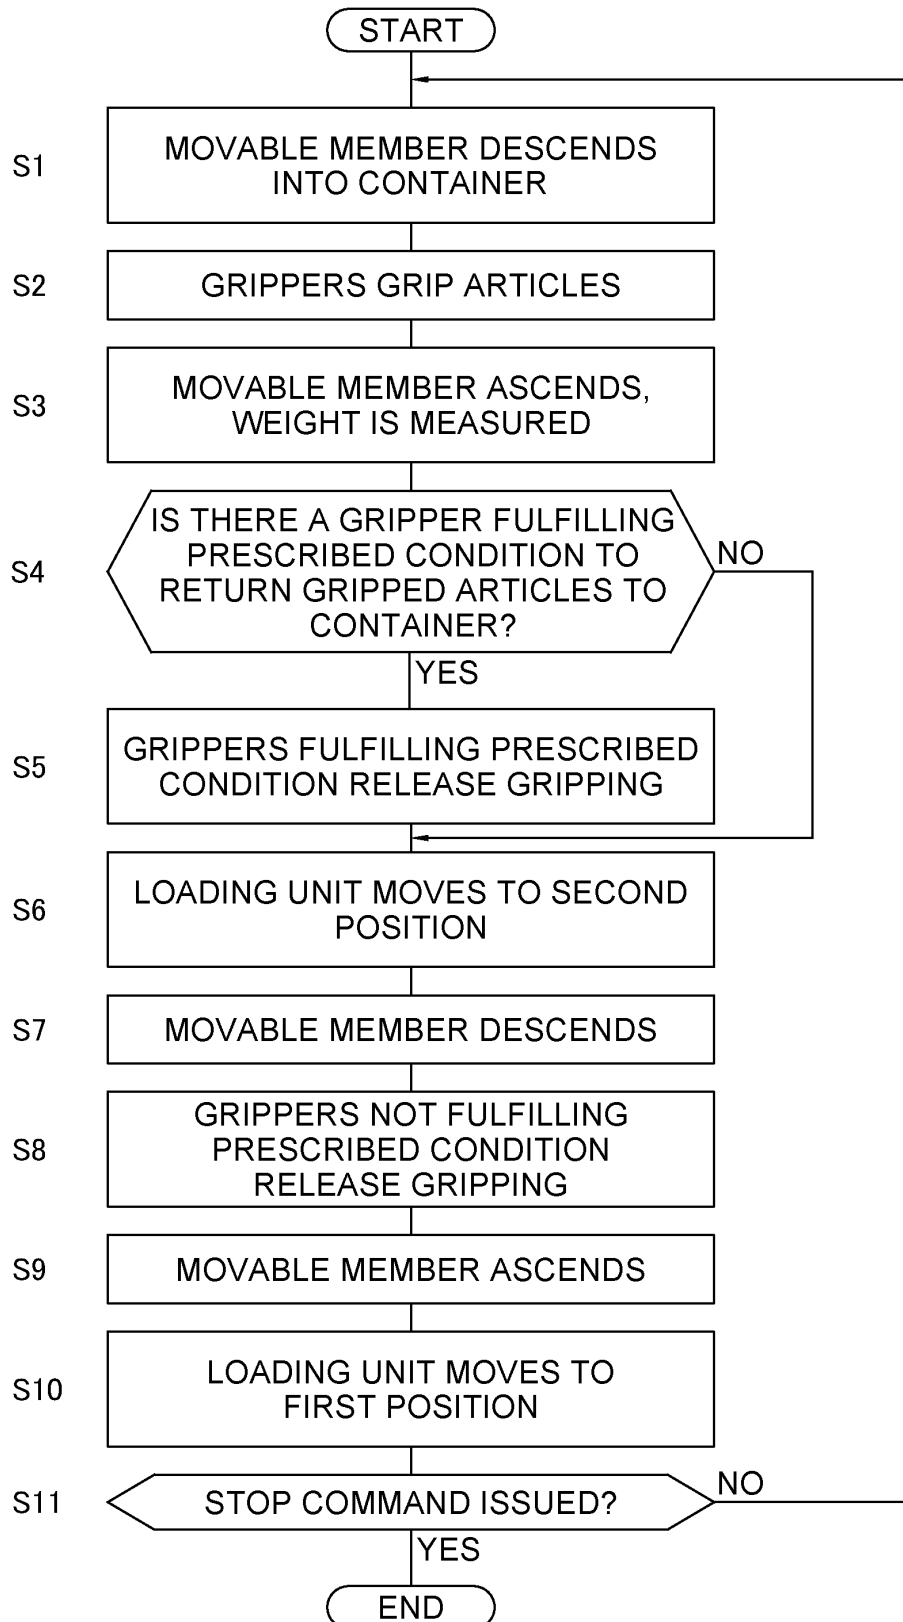 START
S1
MOVABLE MEMBER DESCENDS
INTO CONTAINER
S2
GRIPPERS GRIP ARTICLES
S3
MOVABLE MEMBER ASCENDS,
WEIGHT IS MEASURED
S4
IS THERE A GRIPPER FULFILLING
PRESCRIBED CONDITION TO
RETURN GRIPPED ARTICLES TO
CONTAINER?
NO
YES
S5
GRIPPERS FULFILLING PRESCRIBED
CONDITION RELEASE GRIPPING
S6
LOADING UNIT MOVES TO SECOND
POSITION
S7
MOVABLE MEMBER DESCENDS
S8
GRIPPERS NOT FULFILLING
PRESCRIBED CONDITION
RELEASE GRIPPING
S9
MOVABLE MEMBER ASCENDS
S10
LOADING UNIT MOVES TO
FIRST POSITION
S11
STOP COMMAND ISSUED?
NO
YES
END